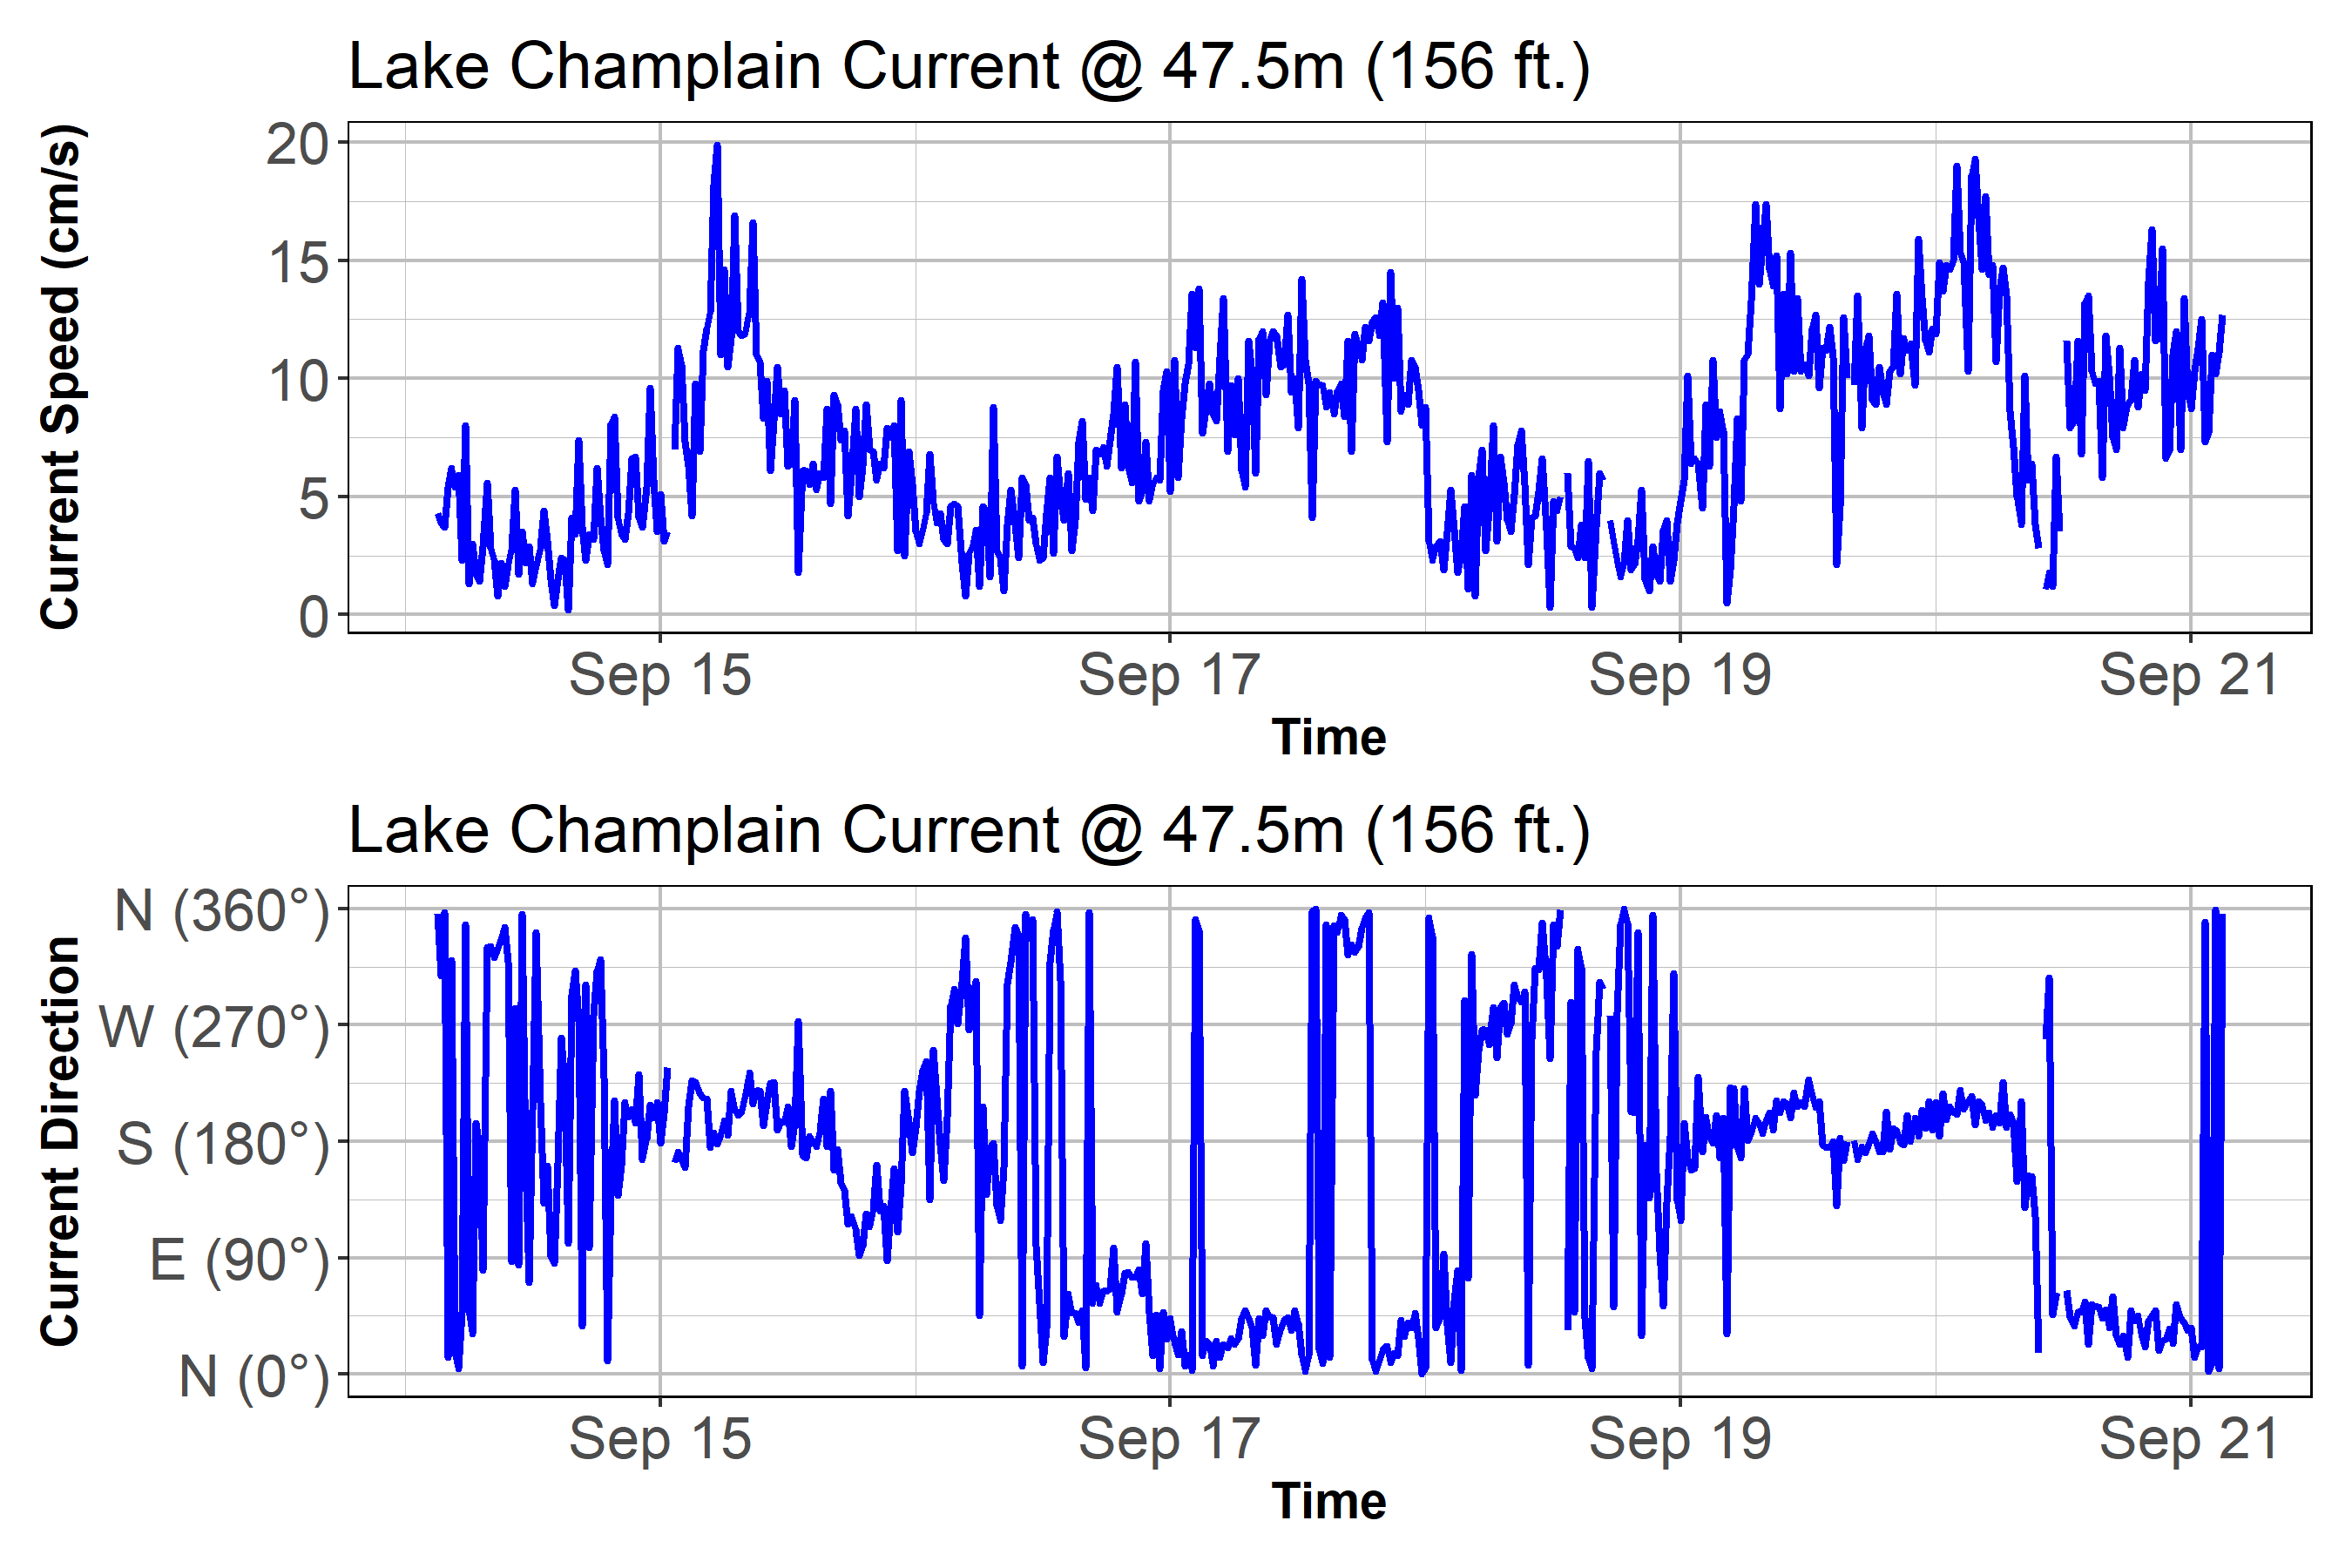 Lake Champlain Current @ 47.5m (156 ft.)
Current Speed (cm/s)
20
15
10
5
0
Sep 15 Sep 17 Sep 19 Sep 21
Time
Lake Champlain Current @ 47.5m (156 ft.)
Current Direction
N (360°)
W (270°)
S (180°)
E (90°)
N (0°)
Sep 15 Sep 17 Sep 19 Sep 21
Time